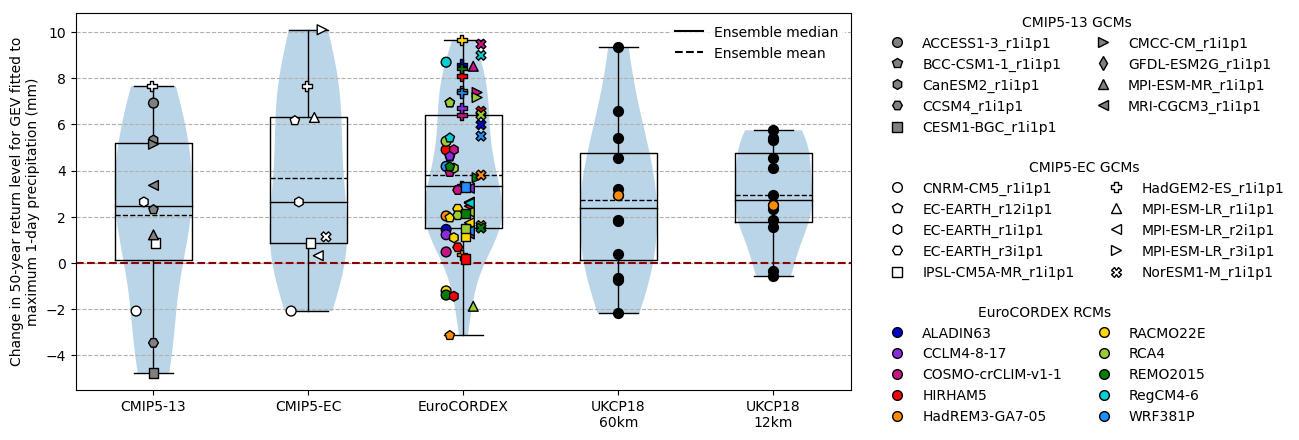 Change in 50-year return level for GEV fitted to
maximum 1-day precipitation (mm)
10
8
6
4
2
0
−2
−4
Ensemble median
Ensemble mean
CMIP5-13
CMIP5-EC
EuroCORDEX
UKCP18
60km
UKCP18
12km
CMIP5-13 GCMs
ACCESS1-3_r1i1p1
BCC-CSM1-1_r1i1p1
CanESM2_r1i1p1
CCSM4_r1i1p1
CESM1-BGC_r1i1p1
CMCC-CM_r1i1p1
GFDL-ESM2G_r1i1p1
MPI-ESM-MR_r1i1p1
MRI-CGCM3_r1i1p1
CMIP5-EC GCMs
CNRM-CM5_r1i1p1
EC-EARTH_r12i1p1
EC-EARTH_r1i1p1
EC-EARTH_r3i1p1
IPSL-CM5A-MR_r1i1p1
HadGEM2-ES_r1i1p1
MPI-ESM-LR_r1i1p1
MPI-ESM-LR_r2i1p1
MPI-ESM-LR_r3i1p1
NorESM1-M_r1i1p1
EuroCORDEX RCMs
ALADIN63
CCLM4-8-17
COSMO-crCLIM-v1-1
HIRHAM5
HadREM3-GA7-05
RACMO22E
RCA4
REMO2015
RegCM4-6
WRF381P